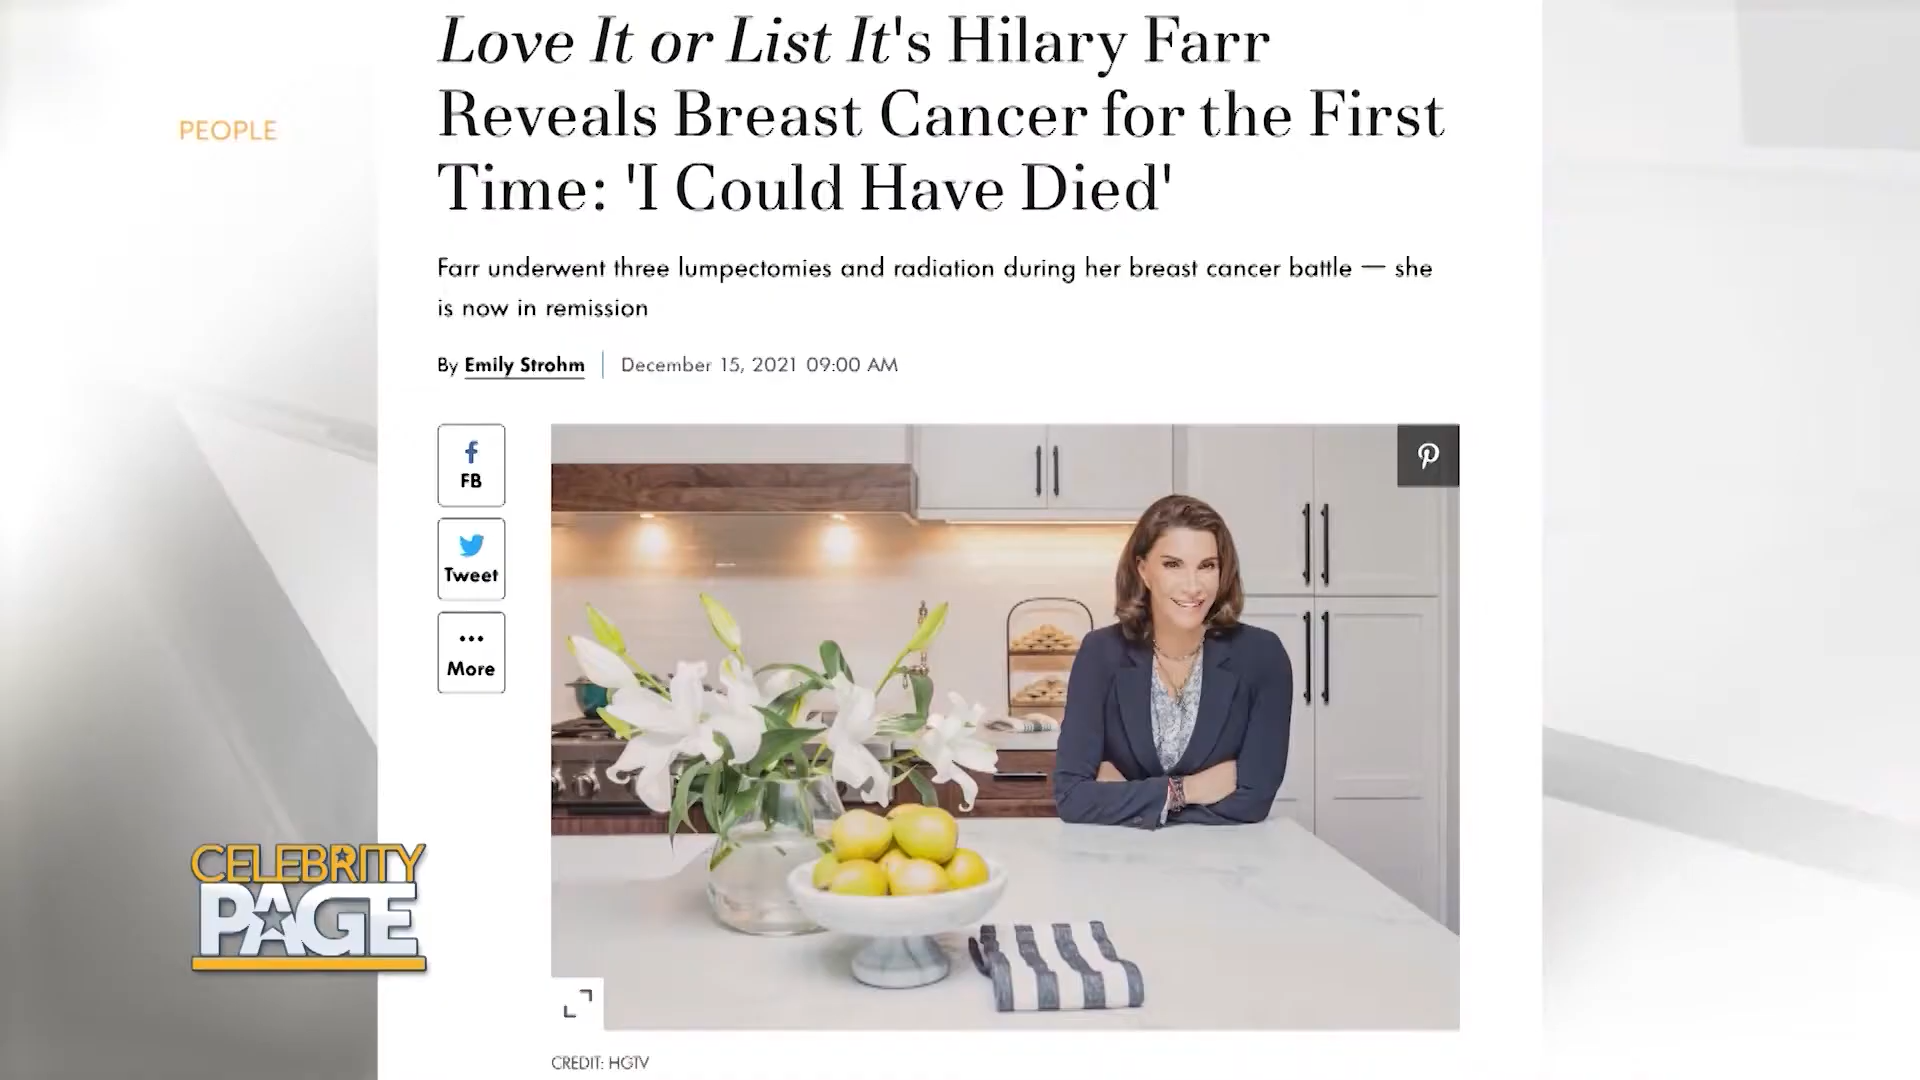 Love It or List It's Hilary Farr
Reveals Breast Cancer for the First
Time: 'I Could Have Died'
PEOPLE
Farr underwent three lumpectomies and radiation during her breast cancer battle — she
is now in remission
By Emily Strohm | December 15, 2021 09:00 AM
FB
Tweet
More
CELEBRITY
PAGE
CREDIT: HGTV